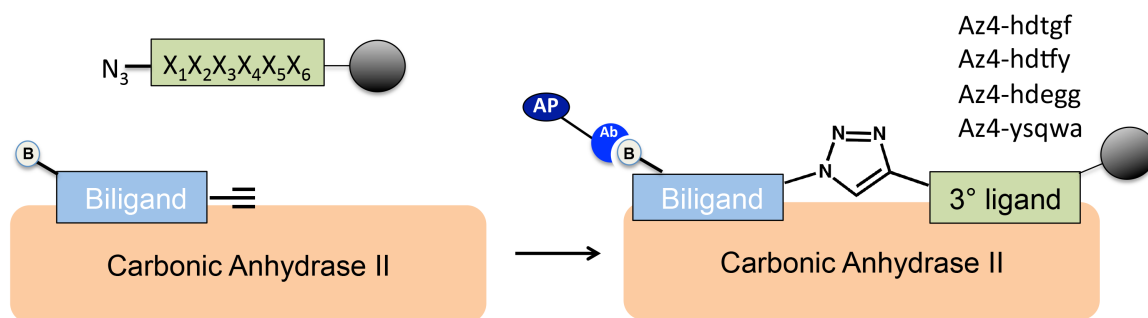 N₃ X₁X₂X₃X₄X₅X₆
B
Biligand
Carbonic Anhydrase II
Az4-hdtgf
Az4-hdtfy
Az4-hdegg
Az4-ysqwa
AP
Ab
B
N=N
N
Biligand
3° ligand
Carbonic Anhydrase II